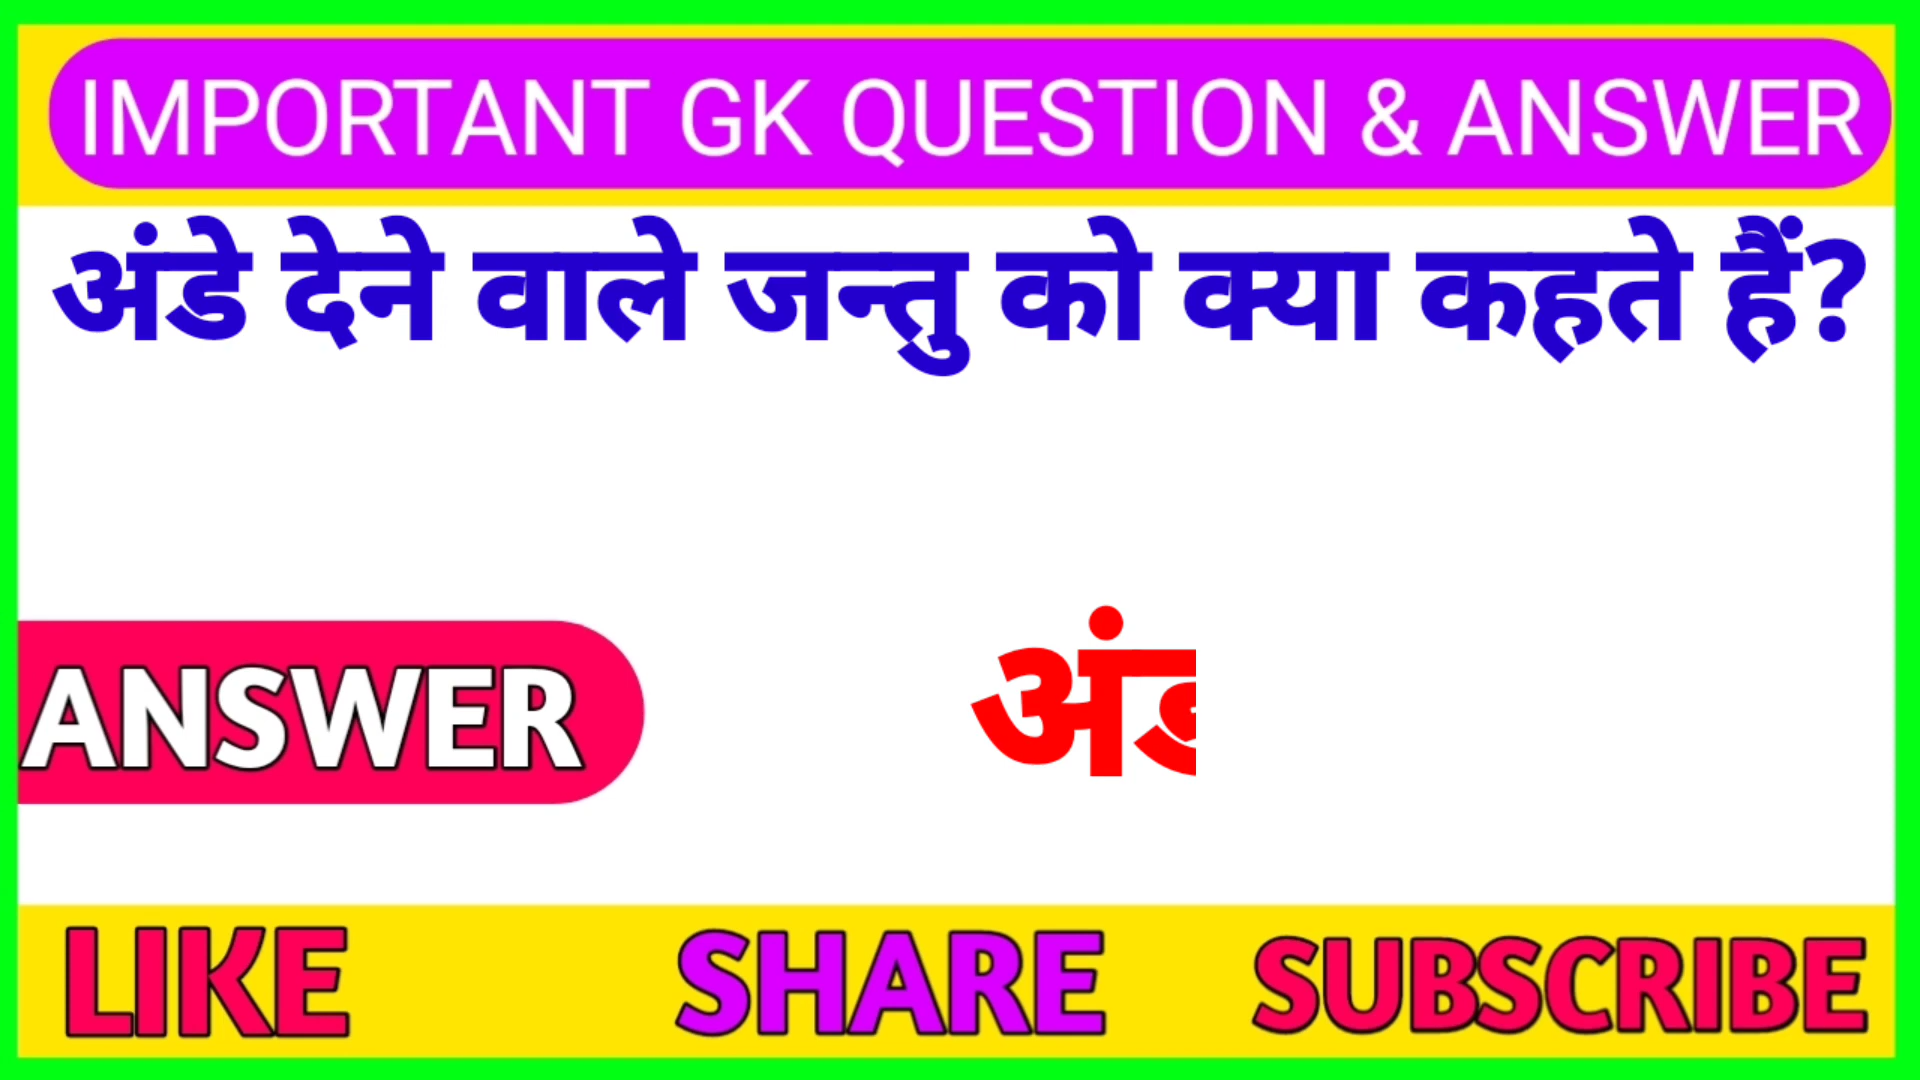 IMPORTANT GK QUESTION & ANSWER
अंडे देने वाले जन्तु को क्या कहते हैं?
ANSWER
LIKE SHARE SUBSCRIBE